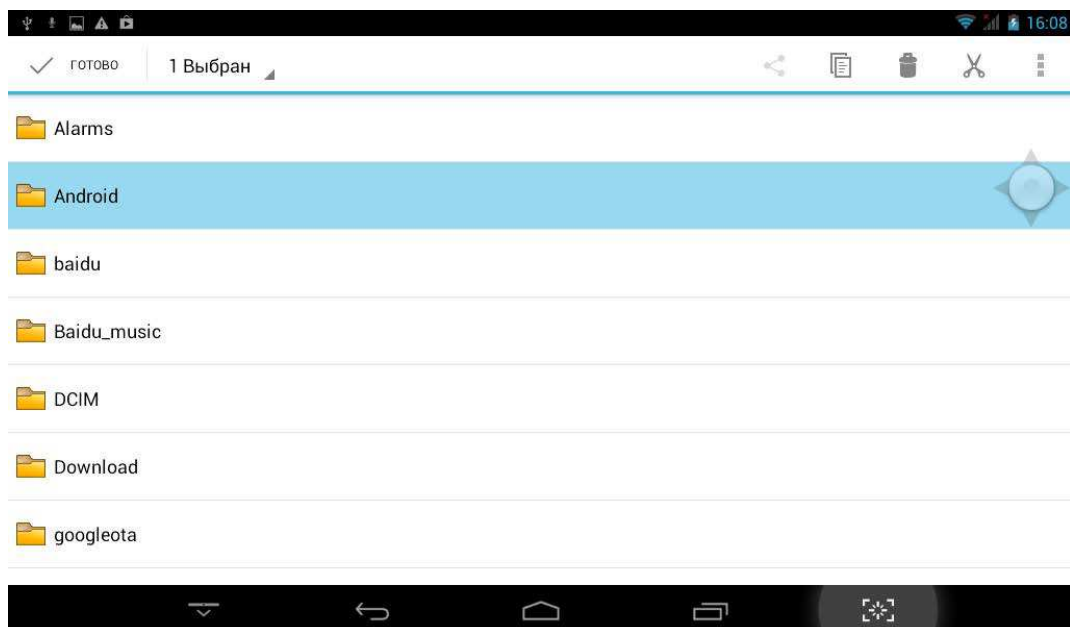 16:08
ГОТОВО 1 Выбран
Alarms
Android
baidu
Baidu_music
DCIM
Download
googleota